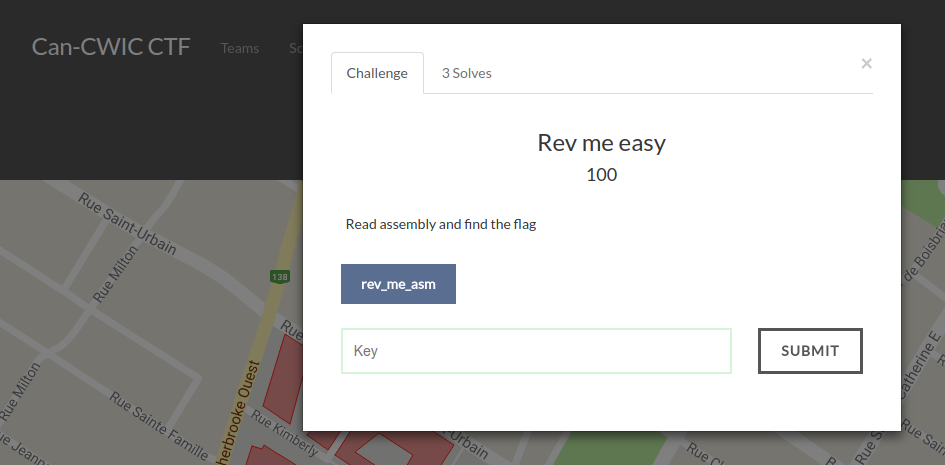 Can-CWIC CTF
Teams
Sc
Challenge
3 Solves
×
Rev me easy
100
Read assembly and find the flag
rev_me_asm
Key
SUBMIT
Rue Saint-Urbain
Rue Milton
138
Rue
Rue Milton
Rue Sainte Famille
herbrooke Ouest
Rue Kimberly
-Urbain
Rue Jeann
de Boisbri
Catherine E
Rue S